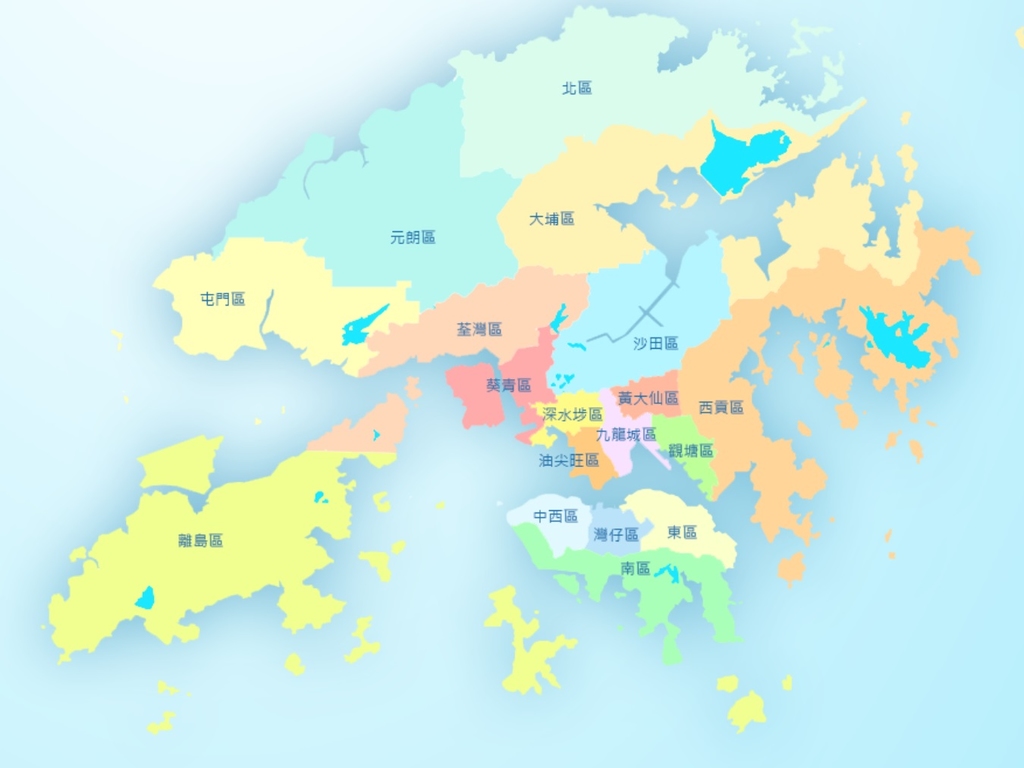 北區
大埔區
元朗區
屯門區
荃灣區
沙田區
葵青區
黃大仙區
西貢區
深水埗區
九龍城區
觀塘區
油尖旺區
中西區
灣仔區
東區
離島區
南區